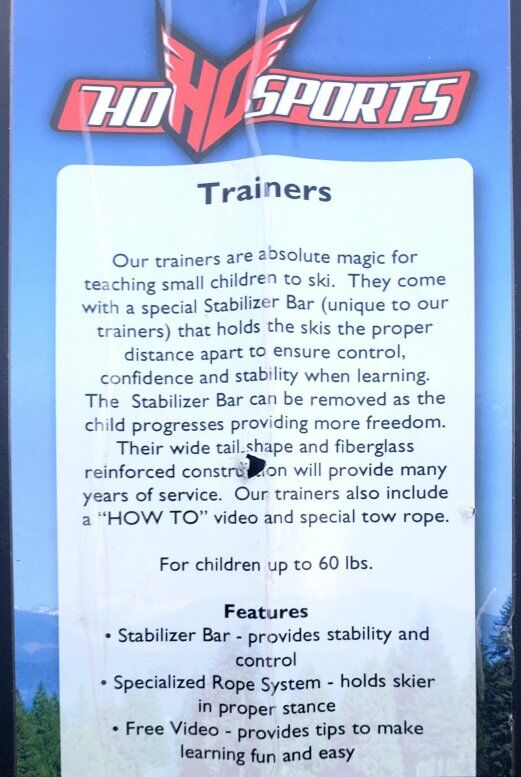 HO HO SPORTS
Trainers
Our trainers are absolute magic for
teaching small children to ski. They come
with a special Stabilizer Bar (unique to our
trainers) that holds the skis the proper
distance apart to ensure control,
confidence and stability when learning.
The Stabilizer Bar can be removed as the
child progresses providing more freedom.
Their wide tail shape and fiberglass
reinforced construction will provide many
years of service. Our trainers also include
a “HOW TO” video and special tow rope.
For children up to 60 lbs.
Features
• Stabilizer Bar - provides stability and
control
• Specialized Rope System - holds skier
in proper stance
• Free Video - provides tips to make
learning fun and easy